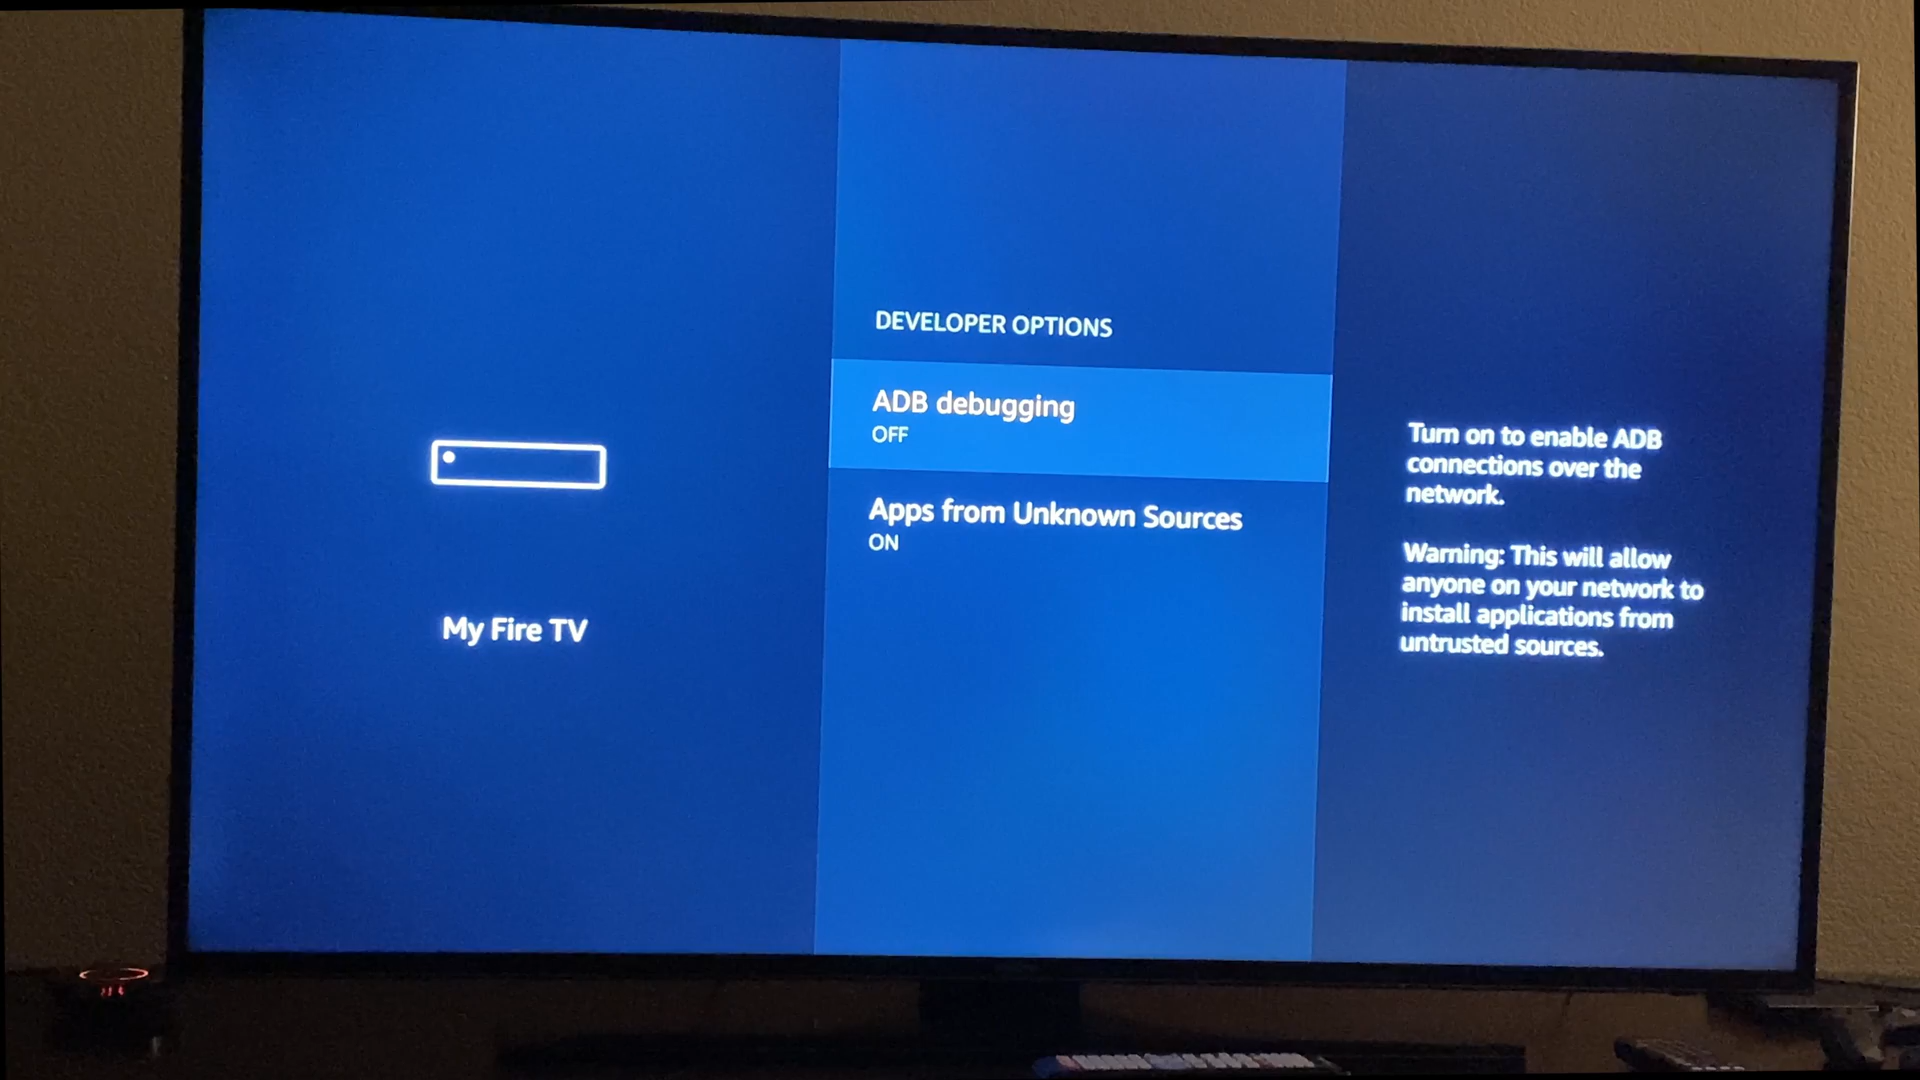 My Fire TV
DEVELOPER OPTIONS
ADB debugging
OFF
Apps from Unknown Sources
ON
Turn on to enable ADB
connections over the
network.
Warning: This will allow
anyone on your network to
install applications from
untrusted sources.